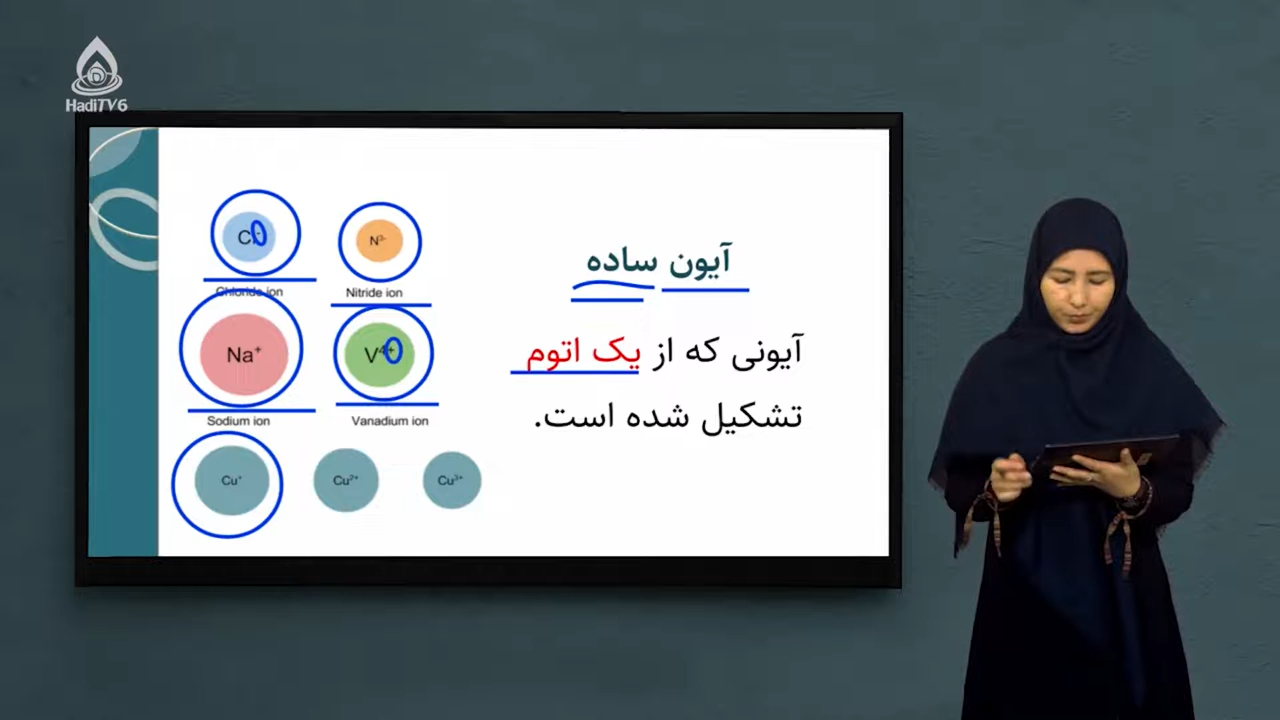 HadiTV6
آیون ساده
آیونی که از یک اتوم
تشکیل شده است.
Cl⁻
N³⁻
Chloride ion
Nitride ion
Na⁺
V⁴⁺
Sodium ion
Vanadium ion
Cu⁺
Cu²⁺
Cu³⁺